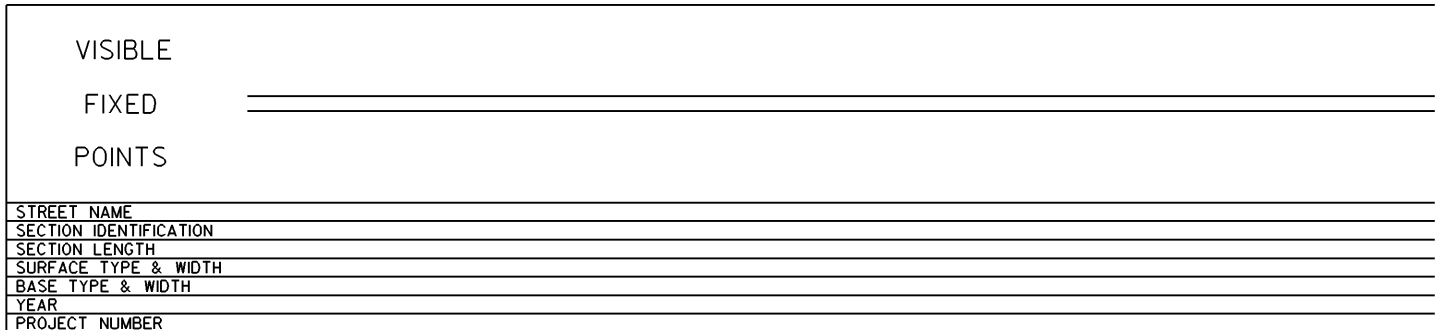 VISIBLE
FIXED
POINTS
STREET NAME
SECTION IDENTIFICATION
SECTION LENGTH
SURFACE TYPE & WIDTH
BASE TYPE & WIDTH
YEAR
PROJECT NUMBER